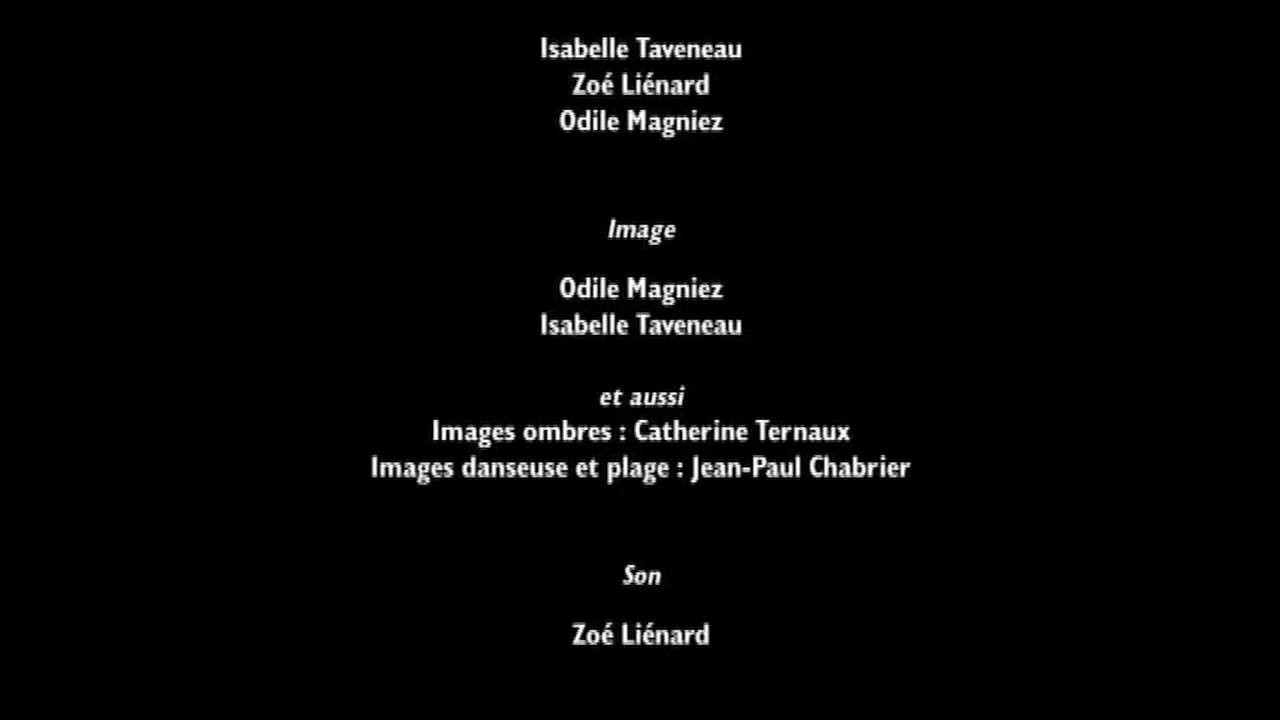 Isabelle Taveneau
Zoé Liénard
Odile Magniez
Image
Odile Magniez
Isabelle Taveneau
et aussi
Images ombres : Catherine Ternaux
Images danseuse et plage : Jean-Paul Chabrier
Son
Zoé Liénard